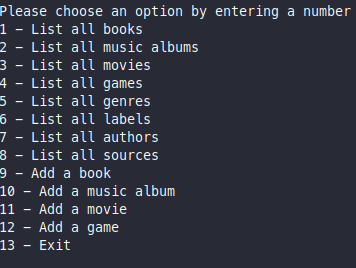 Please choose an option by entering a number
1 – List all books
2 – List all music albums
3 – List all movies
4 – List all games
5 – List all genres
6 – List all labels
7 – List all authors
8 – List all sources
9 – Add a book
10 – Add a music album
11 – Add a movie
12 – Add a game
13 – Exit